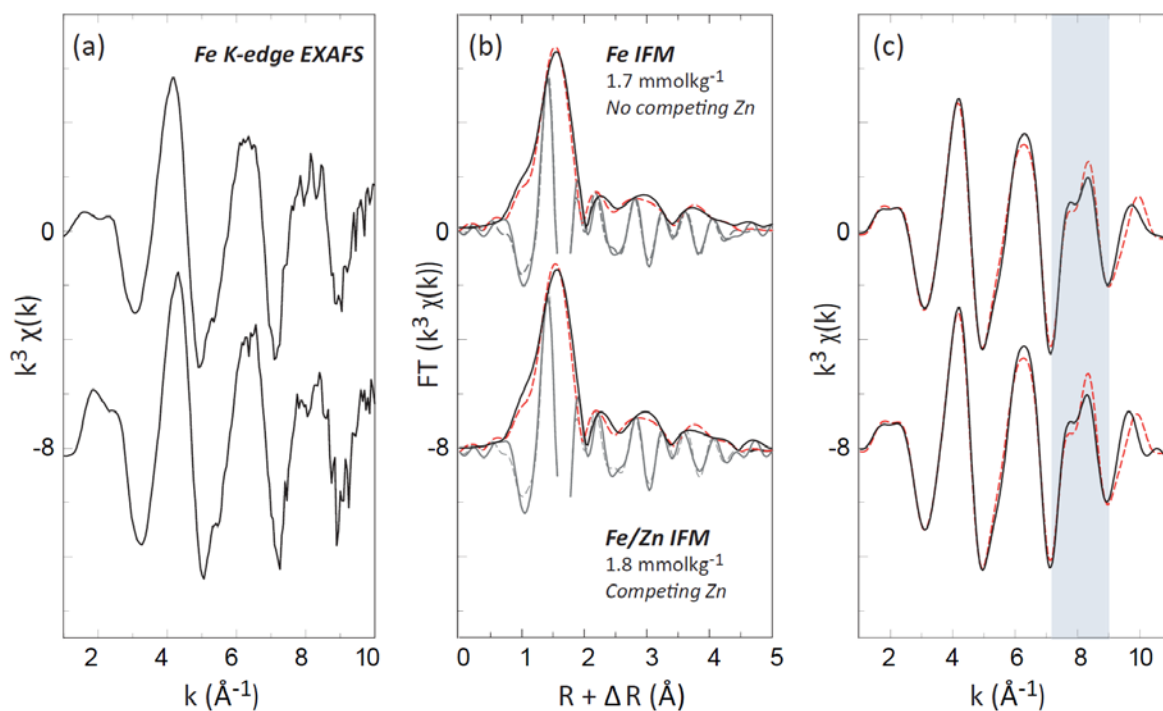 (a)
Fe K-edge EXAFS
0
-8
k³ χ(k)
2 4 6 8 10
k (Å⁻¹)
(b)
Fe IFM
1.7 mmolkg⁻¹
No competing Zn
0
-8
FT (k³ χ(k))
Fe/Zn IFM
1.8 mmolkg⁻¹
Competing Zn
0 1 2 3 4 5
R + Δ R (Å)
(c)
0
-8
k³ χ(k)
2 4 6 8 10
k (Å⁻¹)